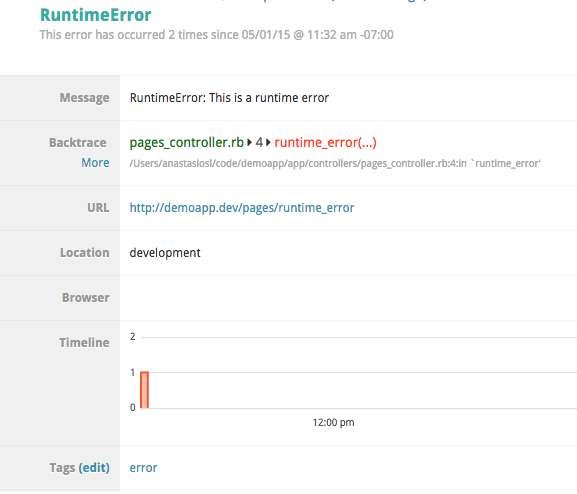 RuntimeError
This error has occurred 2 times since 05/01/15 @ 11:32 am -07:00
Message
RuntimeError: This is a runtime error
Backtrace
More
pages_controller.rb 4 runtime_error(...)
/Users/anastasiosl/code/demoapp/app/controllers/pages_controller.rb:4:in `runtime_error'
URL
http://demoapp.dev/pages/runtime_error
Location
development
Browser
Timeline
2
1
0
12:00 pm
Tags (edit)
error